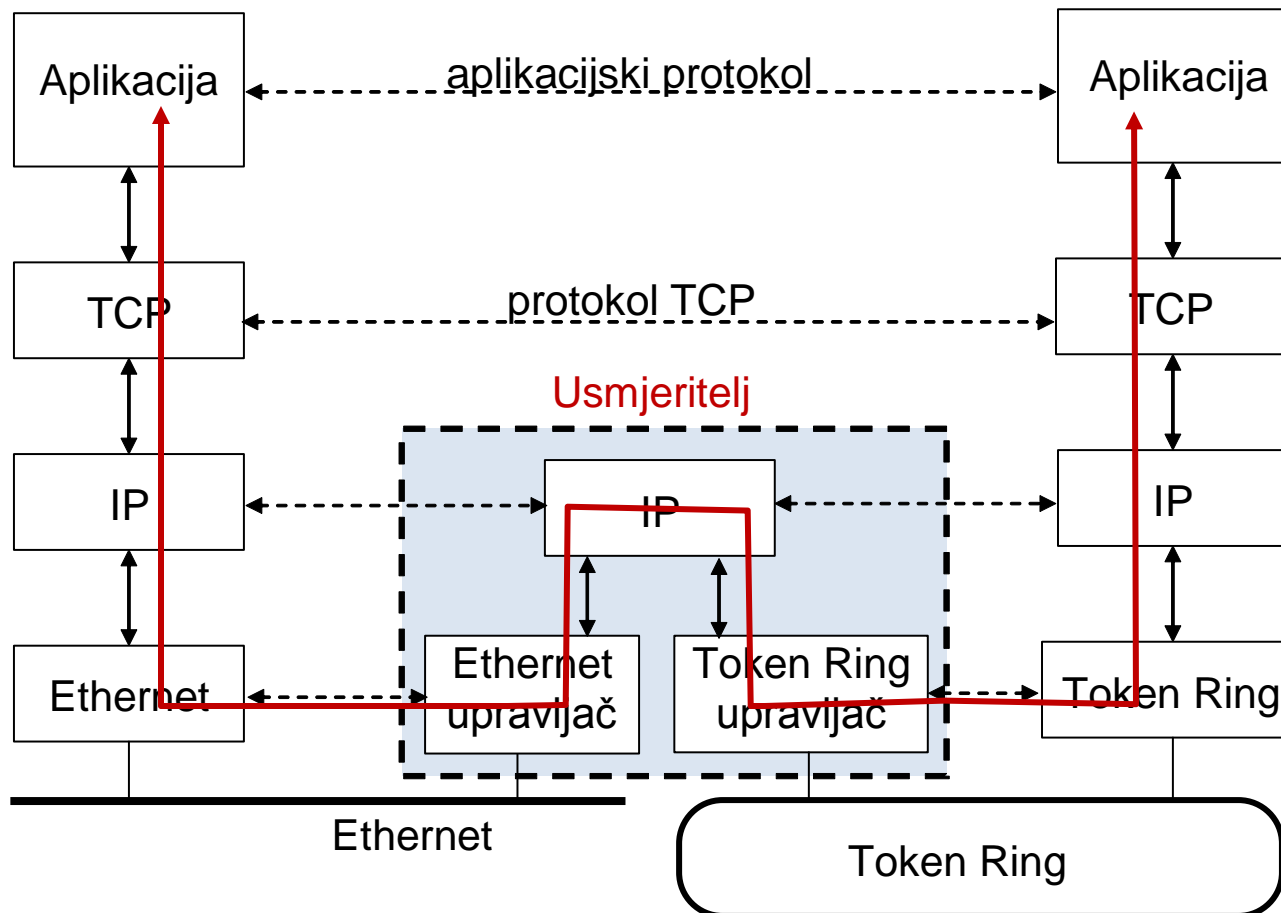 Aplikacija
aplikacijski protokol
Aplikacija
TCP
protokol TCP
TCP
Usmjeritelj
IP
IP
IP
Ethernet
Ethernet
upravljač
Token Ring
upravljač
Token Ring
Ethernet
Token Ring